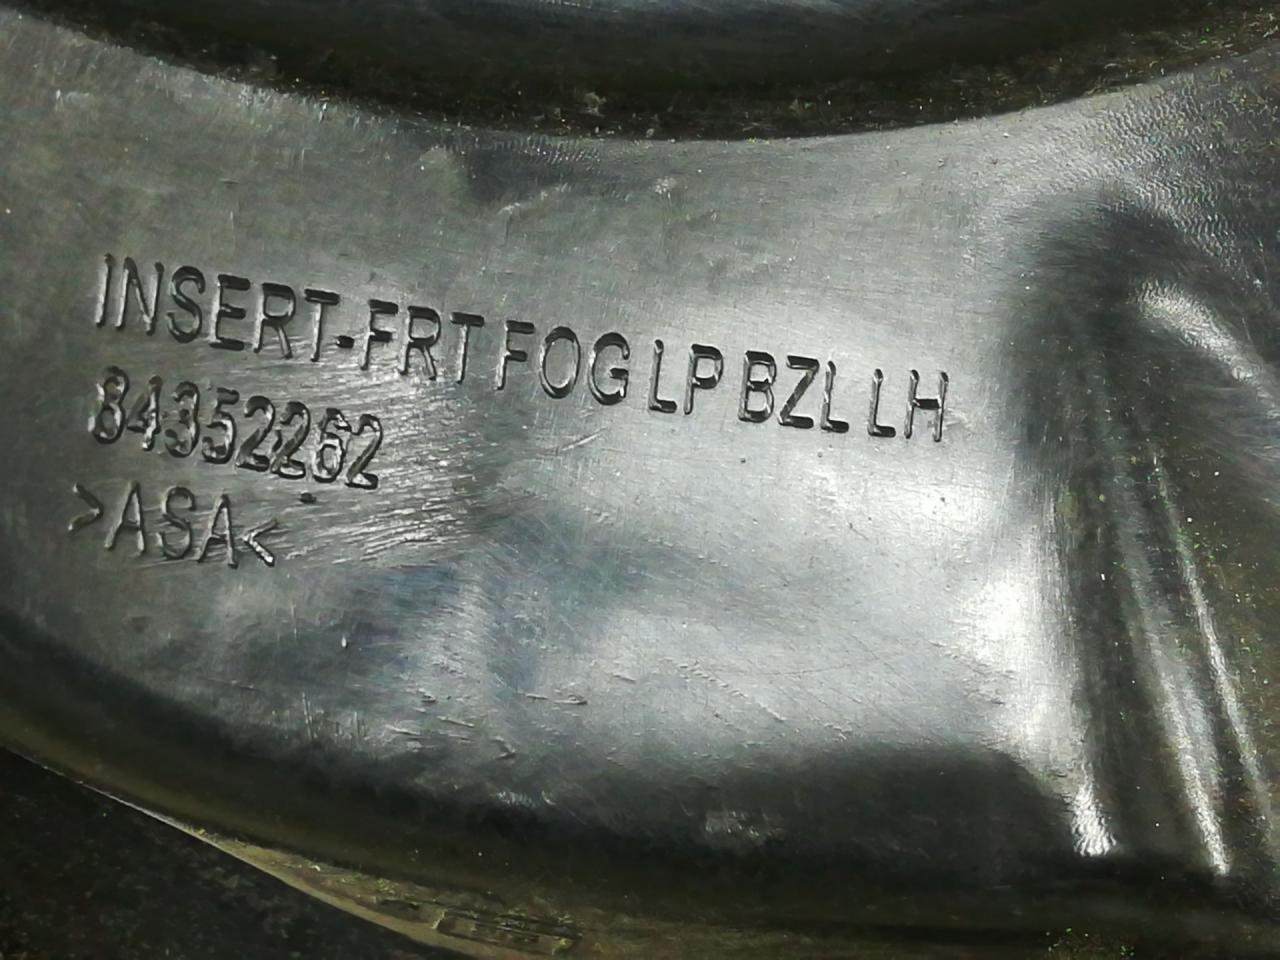 INSERT-FRT FOG LP BZL LH
84352262
>ASA<